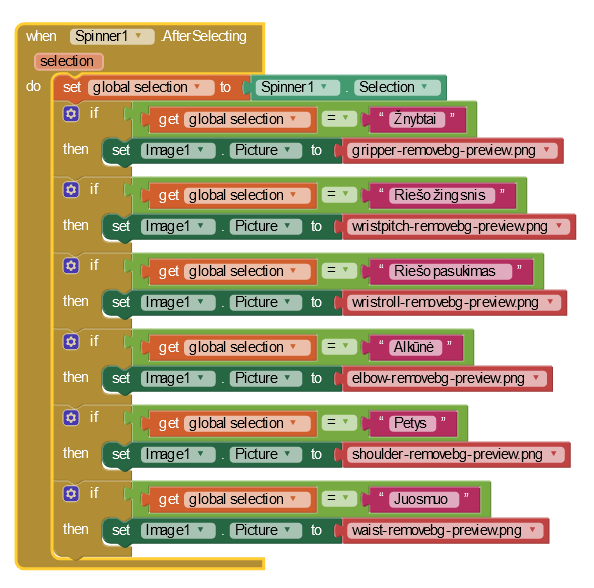 when Spinner1 .AfterSelecting
selection
do set global selection to Spinner1 . Selection
if get global selection = " Žnybtai "
then set Image1 . Picture to gripper-removebg-preview.png
if get global selection = " Riešo žingsnis "
then set Image1 . Picture to wristpitch-removebg-preview.png
if get global selection = " Riešo pasukimas "
then set Image1 . Picture to wristroll-removebg-preview.png
if get global selection = " Alkūnė "
then set Image1 . Picture to elbow-removebg-preview.png
if get global selection = " Petys "
then set Image1 . Picture to shoulder-removebg-preview.png
if get global selection = " Juosmuo "
then set Image1 . Picture to waist-removebg-preview.png